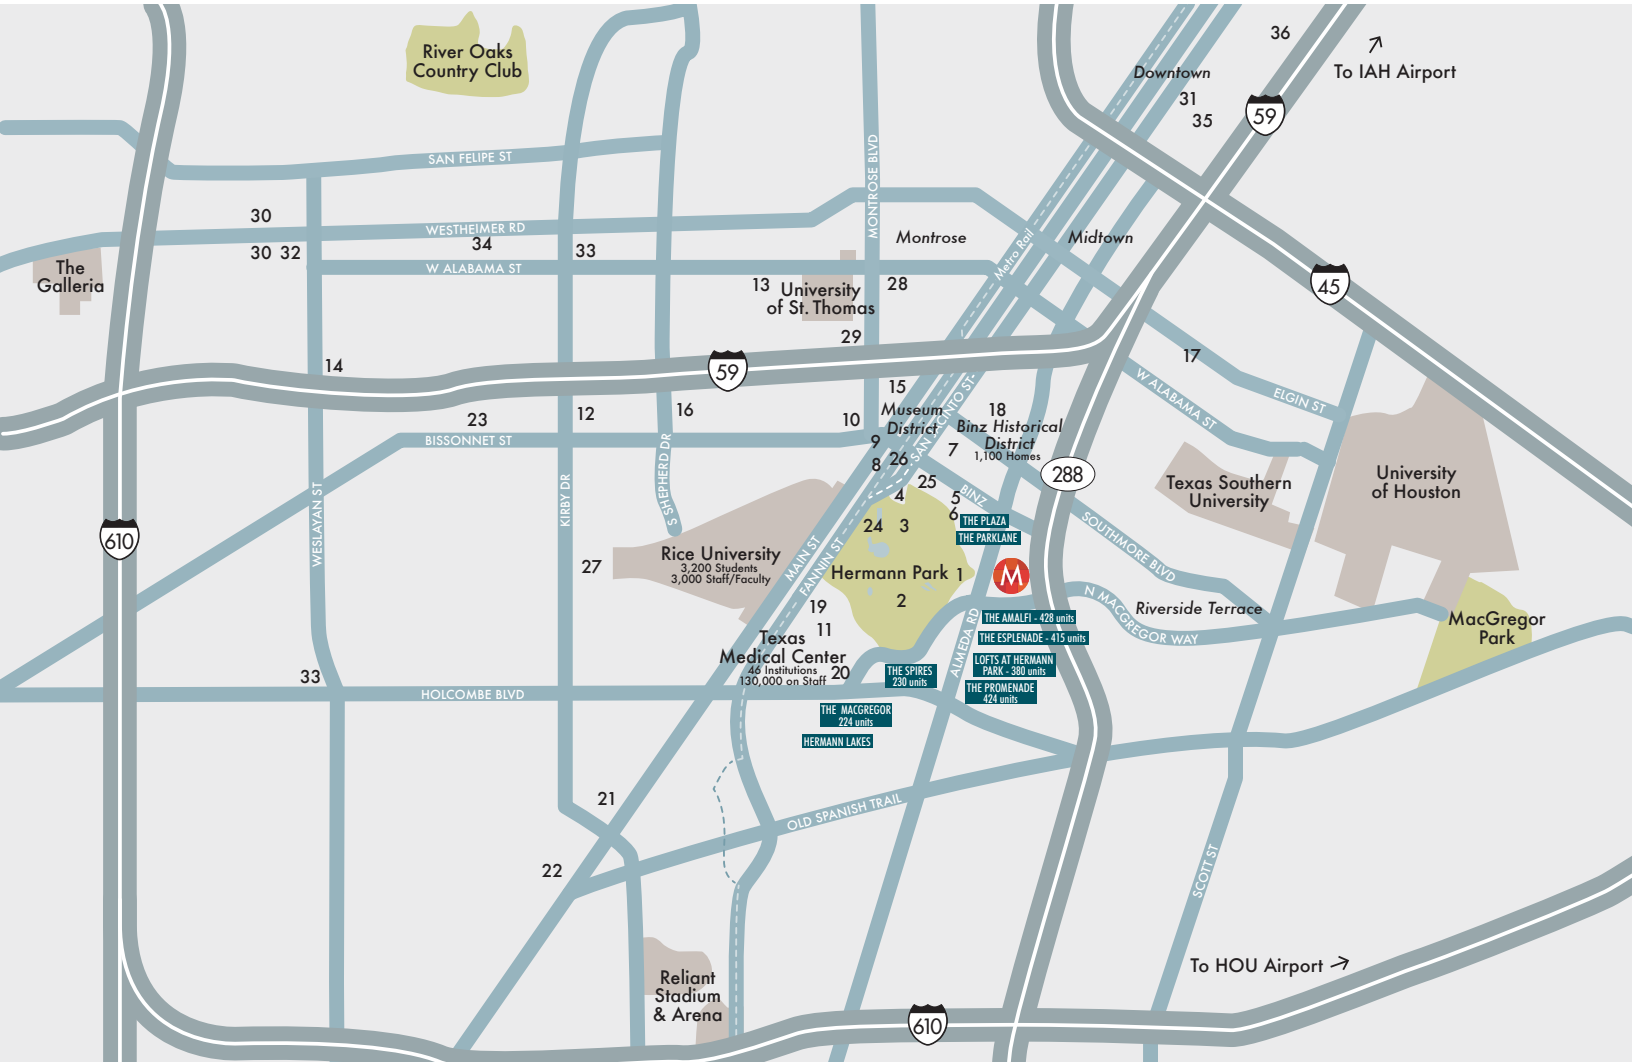 36
River Oaks
Country Club
To IAH Airport
Downtown
31
35
59
SAN FELIPE ST
MONTROSE BLVD
30
WESTHEIMER RD
34
30 32
33
W ALABAMA ST
Montrose
Midtown
Metro Rail
The
Galleria
13
University
of St. Thomas
28
45
29
14
59
17
W ALABAMA ST
ELGIN ST
15
23
12
16
10
Museum
District
SAN JACINTO ST
18
Binz Historical
District
1,100 Homes
BISSONNET ST
9
8
26
7
S SHEPHERD DR
288
University
of Houston
Texas Southern
University
WESLAYAN ST
KIRBY DR
25
4
5
6
BINZ
THE PLAZA
THE PARKLANE
24
3
SOUTHMORE BLVD
610
MAIN ST
FANNIN ST
Rice University
3,200 Students
3,000 Staff/Faculty
27
Hermann Park
1
M
2
19
11
N MACGREGOR WAY
Riverside Terrace
MacGregor
Park
THE AMALFI - 428 units
THE ESPLENADE - 415 units
LOFTS AT HERMANN
PARK - 380 units
THE PROMENADE
424 units
ALMEDA RD
Texas
Medical Center
46 Institutions
130,000 on Staff
20
THE SPIRES
230 units
33
HOLCOMBE BLVD
THE MACGREGOR
224 units
HERMANN LAKES
21
OLD SPANISH TRAIL
22
SCOTT ST
Reliant
Stadium
& Arena
To HOU Airport
610